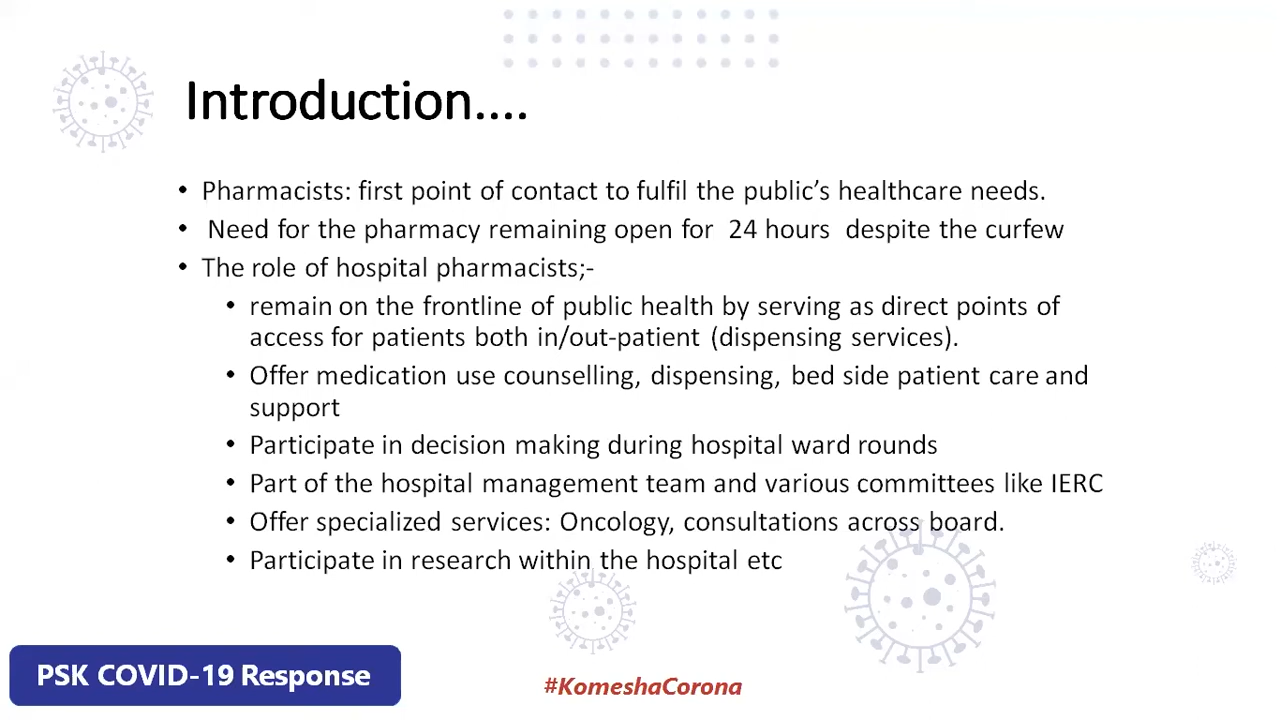 Introduction....
• Pharmacists: first point of contact to fulfil the public’s healthcare needs.
• Need for the pharmacy remaining open for 24 hours despite the curfew
• The role of hospital pharmacists;-
• remain on the frontline of public health by serving as direct points of
access for patients both in/out-patient (dispensing services).
• Offer medication use counselling, dispensing, bed side patient care and
support
• Participate in decision making during hospital ward rounds
• Part of the hospital management team and various committees like IERC
• Offer specialized services: Oncology, consultations across board.
• Participate in research within the hospital etc
PSK COVID-19 Response
#KomeshaCorona